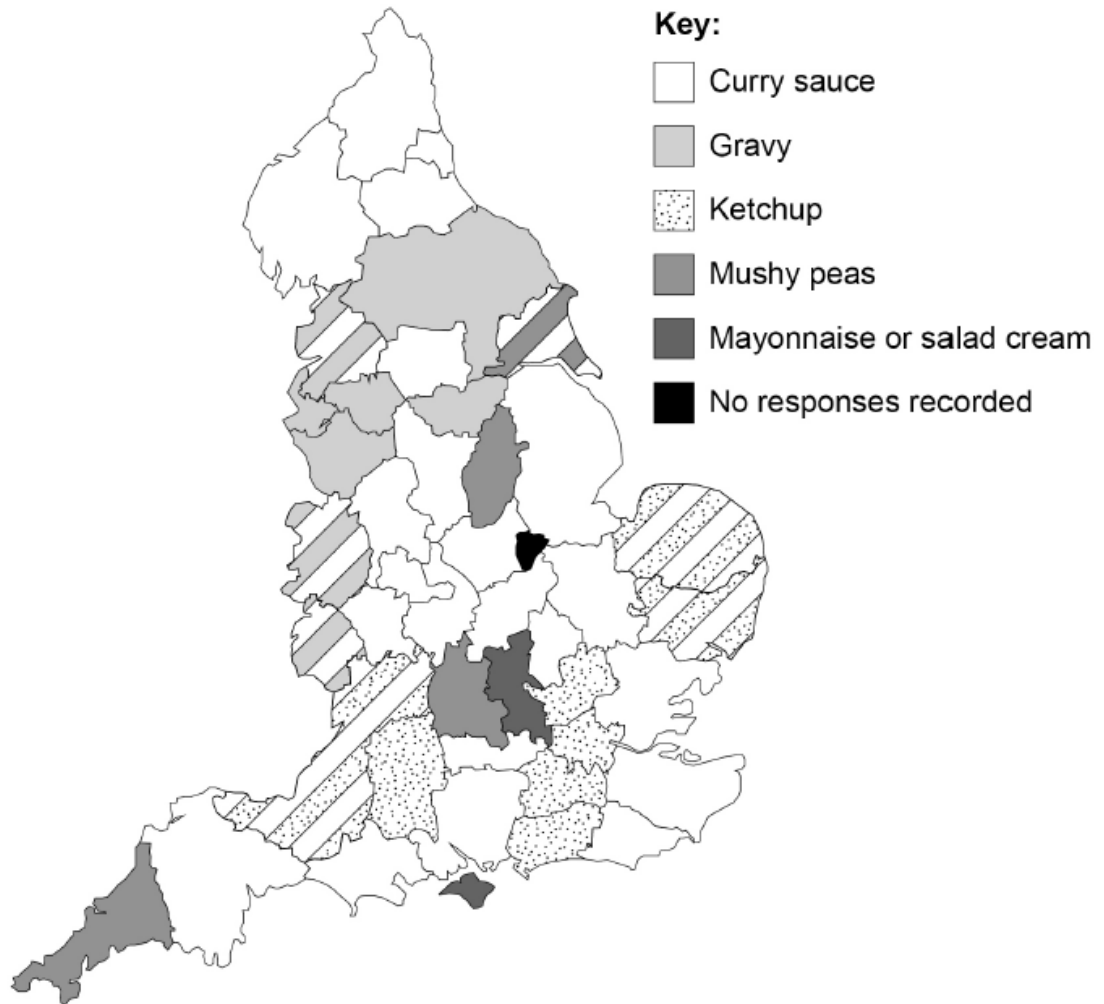 Key:
Curry sauce
Gravy
Ketchup
Mushy peas
Mayonnaise or salad cream
No responses recorded